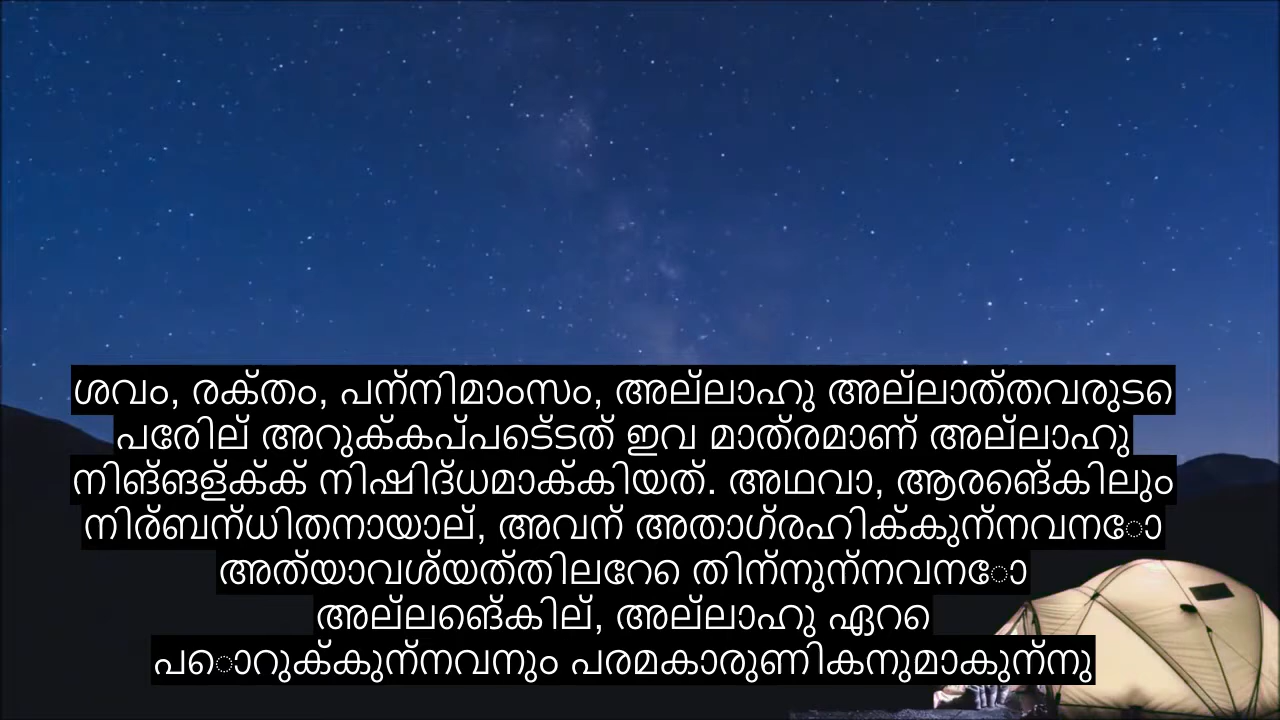 ശവം, രക്തം, പന്നിമാംസം, അല്ലാഹു അല്ലാത്തവരുടെ
പേരില് അറുക്കപ്പെട്ടത് ഇവ മാത്രമാണ് അല്ലാഹു
നിങ്ങള്ക്ക് നിഷിദ്ധമാക്കിയത്. അഥവാ, ആരെങ്കിലും
നിര്ബന്ധിതനായാല്, അവന് അതാഗ്രഹിക്കുന്നവനോ
അത്യാവശ്യത്തിലേറെ തിന്നുന്നവനോ
അല്ലെങ്കില്, അല്ലാഹു ഏറെ
പൊറുക്കുന്നവനും പരമകാരുണികനുമാകുന്നു